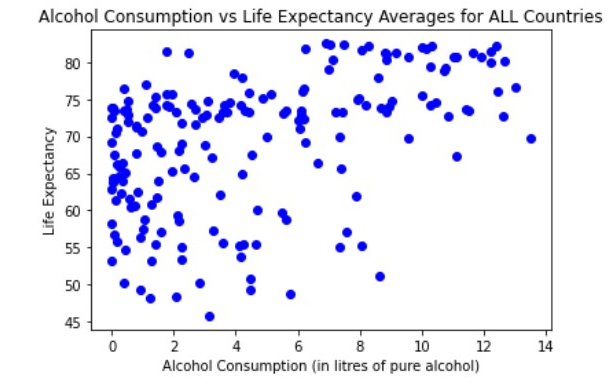 Alcohol Consumption vs Life Expectancy Averages for ALL Countries
80
75
70
65
60
55
50
45
Life Expectancy
0 2 4 6 8 10 12 14
Alcohol Consumption (in litres of pure alcohol)